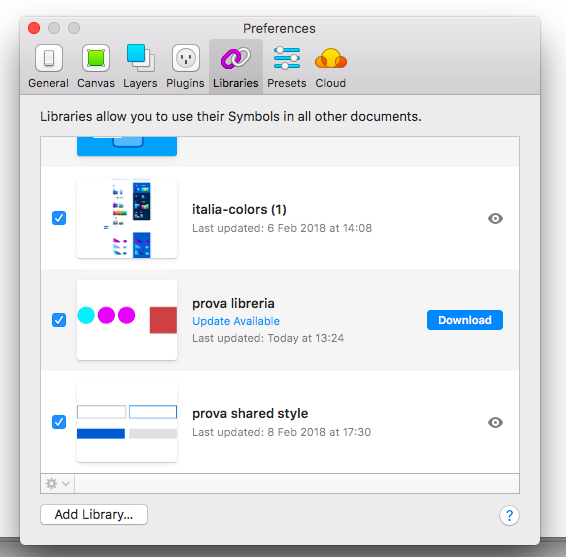 Preferences
General Canvas Layers Plugins Libraries Presets Cloud
Libraries allow you to use their Symbols in all other documents.
italia-colors (1)
Last updated: 6 Feb 2018 at 14:08
prova libreria
Update Available
Last updated: Today at 13:24
Download
prova shared style
Last updated: 8 Feb 2018 at 17:30
Add Library...
?